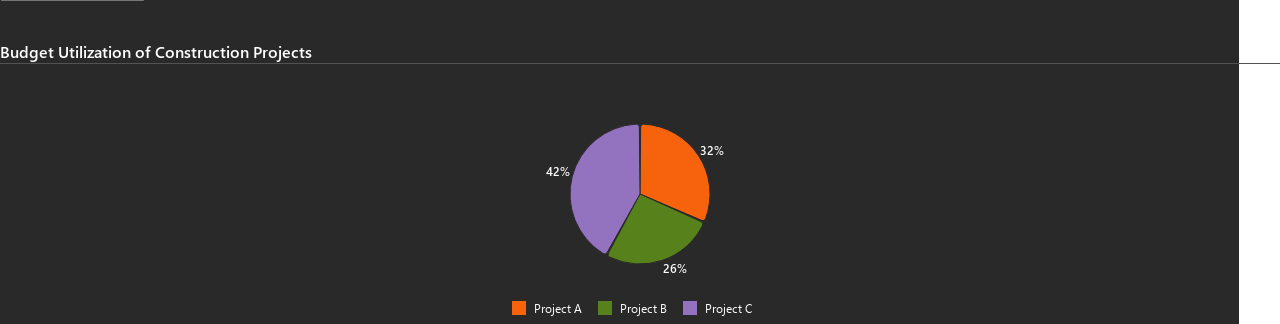 Budget Utilization of Construction Projects
32%
42%
26%
Project A
Project B
Project C